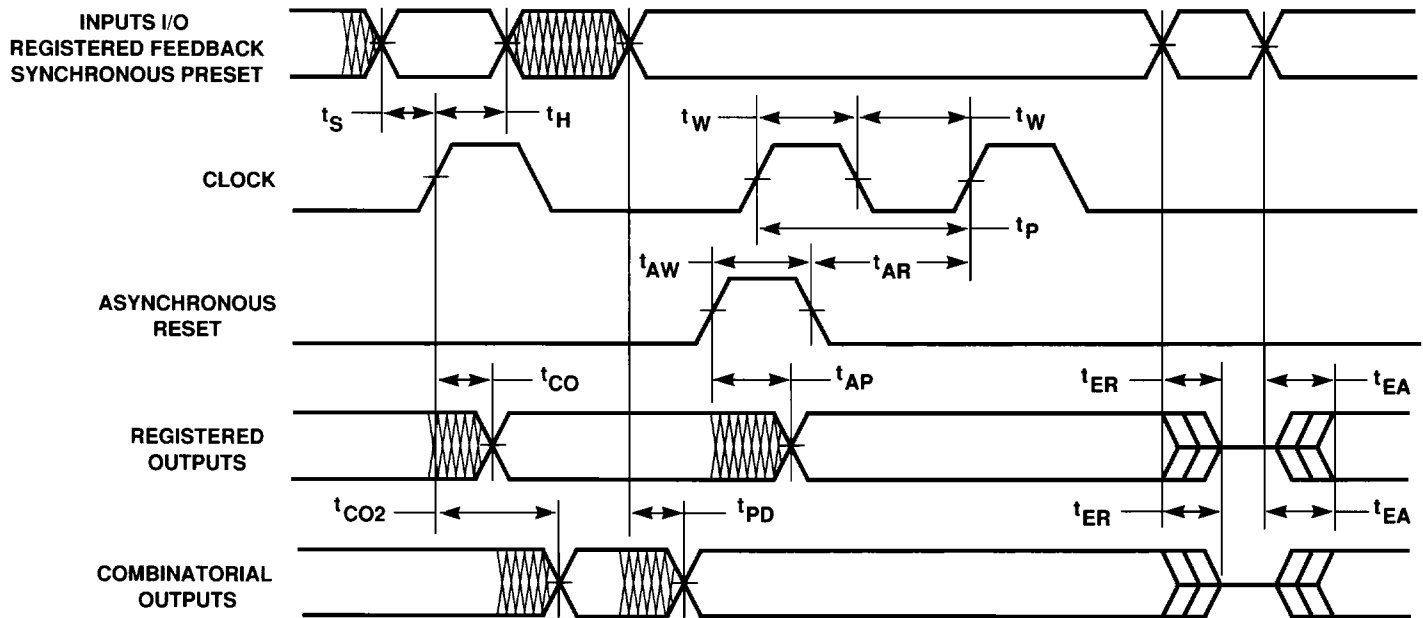 INPUTS I/O
REGISTERED FEEDBACK
SYNCHRONOUS PRESET
tS
tH
tW
tW
CLOCK
tP
tAW
tAR
ASYNCHRONOUS
RESET
tCO
tAP
tER
tEA
REGISTERED
OUTPUTS
tCO2
tPD
tER
tEA
COMBINATORIAL
OUTPUTS